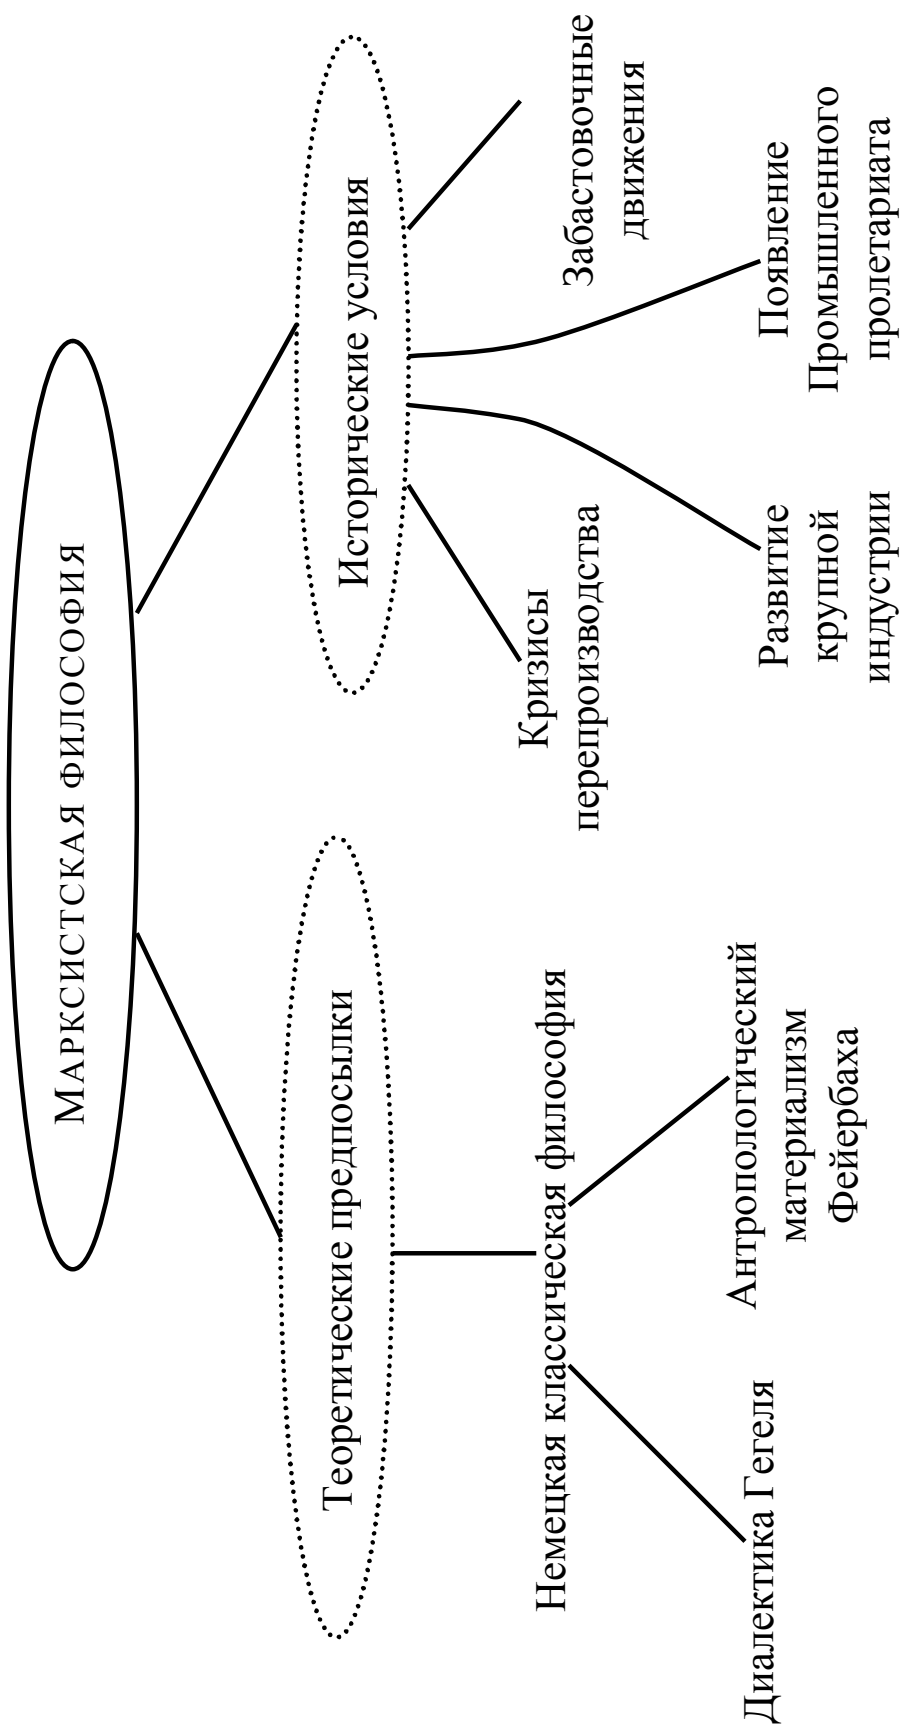 МАРКСИСТСКАЯ ФИЛОСОФИЯ
Теоретические предпосылки
Исторические условия
Немецкая классическая философия
Диалектика Гегеля
Антропологический
материализм
Фейербаха
Кризисы
перепроизводства
Развитие
крупной
индустрии
Появление
Промышленного
пролетариата
Забастовочные
движения